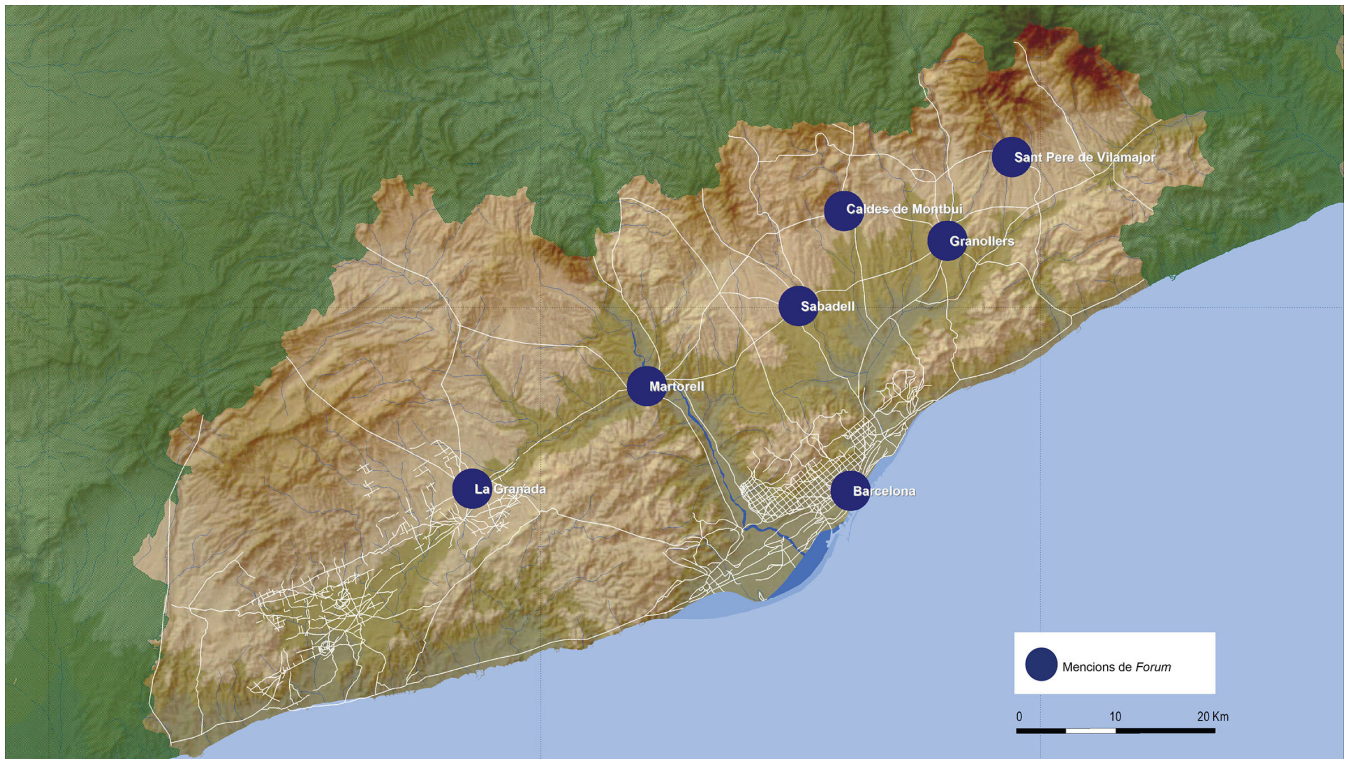 Sant Pere de Vilamajor
Caldes de Montbui
Granollers
Sabadell
Martorell
La Granada
Barcelona
Mencions de Forum
0 10 20 Km